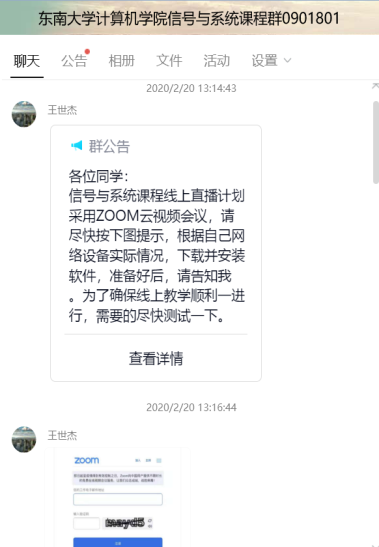 东南大学计算机学院信号与系统课程群0901801
聊天 公告 相册 文件 活动 设置
2020/2/20 13:14:43
王世杰
群公告
各位同学：
信号与系统课程线上直播计划
采用ZOOM云视频会议，请
尽快按下图提示，根据自己网
络设备实际情况，下载并安装
软件，准备好后，请告知我
。为了确保线上教学顺利一进
行，需要的尽快测试一下。
查看详情
2020/2/20 13:16:44
王世杰
zoom